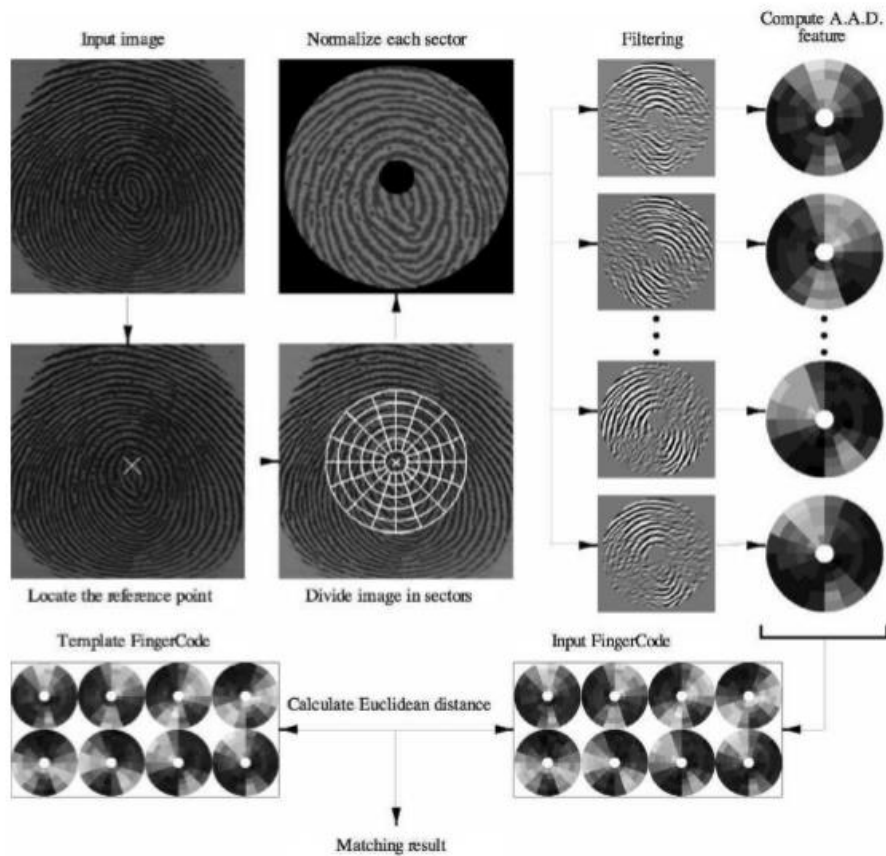 Input image
Normalize each sector
Filtering
Compute A.A.D.
feature
Locate the reference point
Divide image in sectors
Template FingerCode
Input FingerCode
Calculate Euclidean distance
Matching result